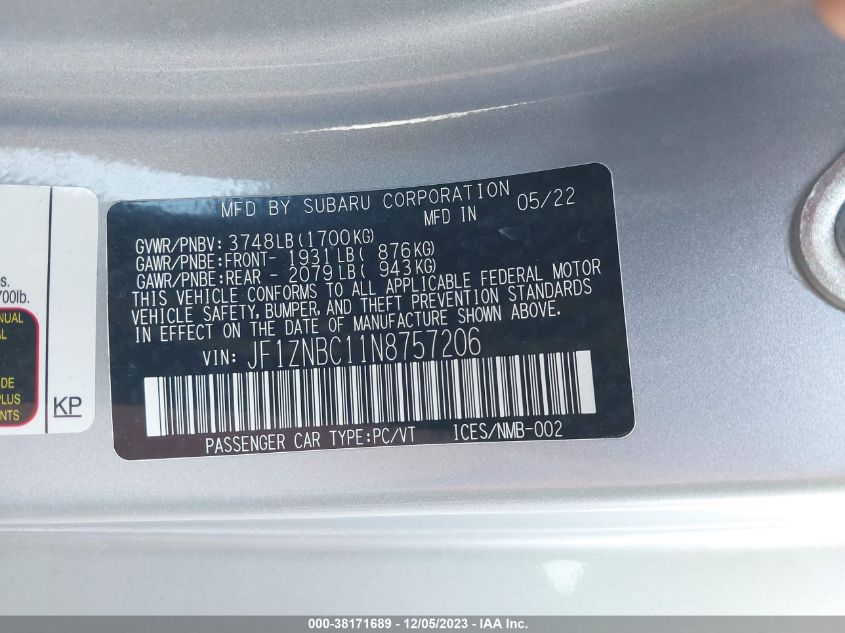 MFD BY SUBARU CORPORATION
MFD IN 05/22
GVWR/PNBV: 3748LB(1700KG)
GAWR/PNBE:FRONT- 1931LB( 876KG)
GAWR/PNBE:REAR - 2079LB( 943KG)
THIS VEHICLE CONFORMS TO ALL APPLICABLE FEDERAL MOTOR
VEHICLE SAFETY, BUMPER, AND THEFT PREVENTION STANDARDS
IN EFFECT ON THE DATE OF MANUFACTURE SHOWN ABOVE.
VIN: JF1ZNBC11N8757206
PASSENGER CAR TYPE:PC/VT ICES/NMB-002
700lb.
KP
PLUS
000-38171689 - 12/05/2023 - IAA Inc.